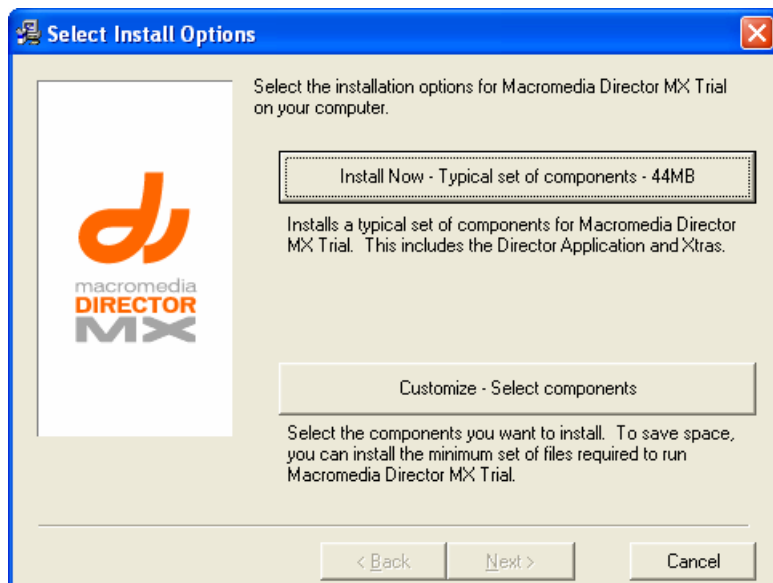 Select Install Options
Select the installation options for Macromedia Director MX Trial
on your computer.
Install Now - Typical set of components - 44MB
Installs a typical set of components for Macromedia Director
MX Trial.  This includes the Director Application and Xtras.
macromedia
DIRECTOR
MX
Customize - Select components
Select the components you want to install.  To save space,
you can install the minimum set of files required to run
Macromedia Director MX Trial.
< Back
Next >
Cancel